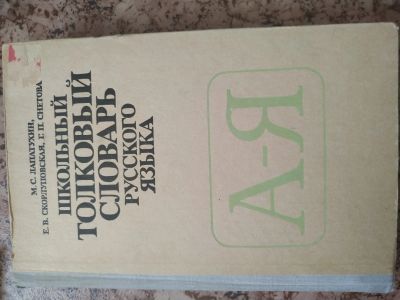 М. С. ЛАПАТУХИН,
Е. В. СКОРЛУПОВСКАЯ, Г. П. СНЕТОВА
ШКОЛЬНЫЙ
ТОЛКОВЫЙ
СЛОВАРЬ
РУССКОГО
ЯЗЫКА
А-Я